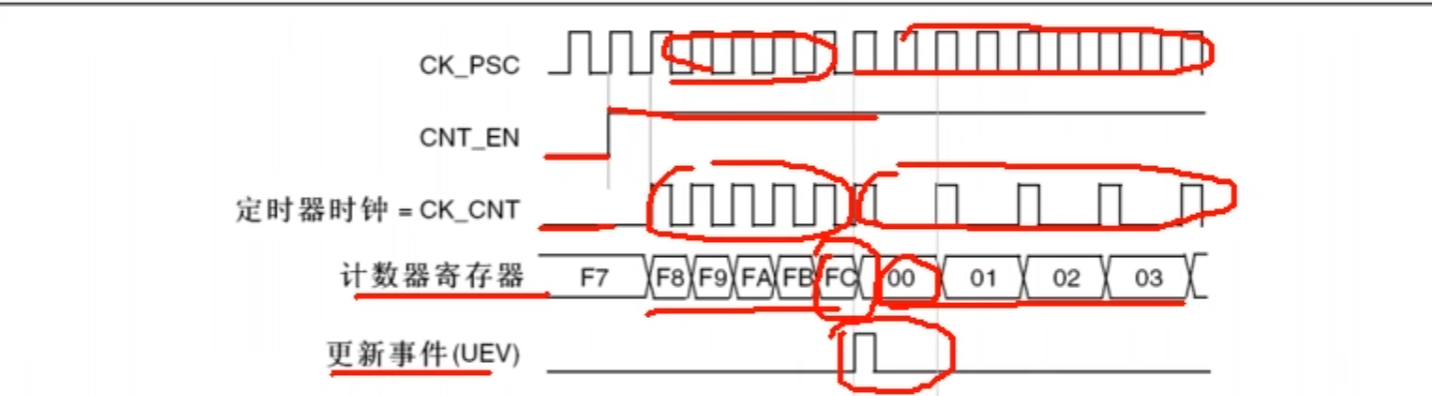 CK_PSC
CNT_EN
定时器时钟 = CK_CNT
计数器寄存器 F7 F8 F9 FA FB FC 00 01 02 03
更新事件(UEV)